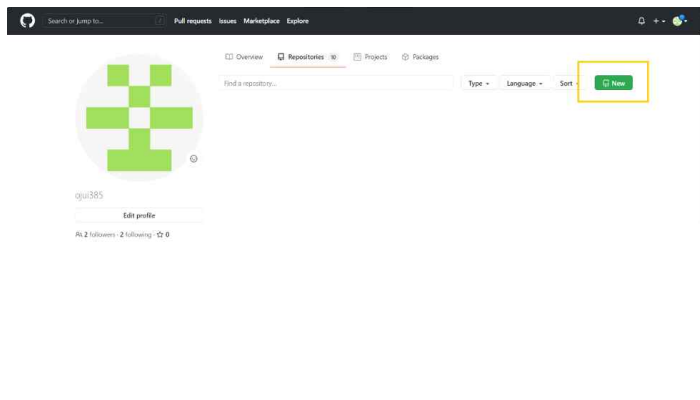 Search or jump to... / Pull requests Issues Marketplace Explore
Overview Repositories 10 Projects Packages
Find a repository... Type Language Sort New
ojui385
Edit profile
2 followers · 2 following · 0